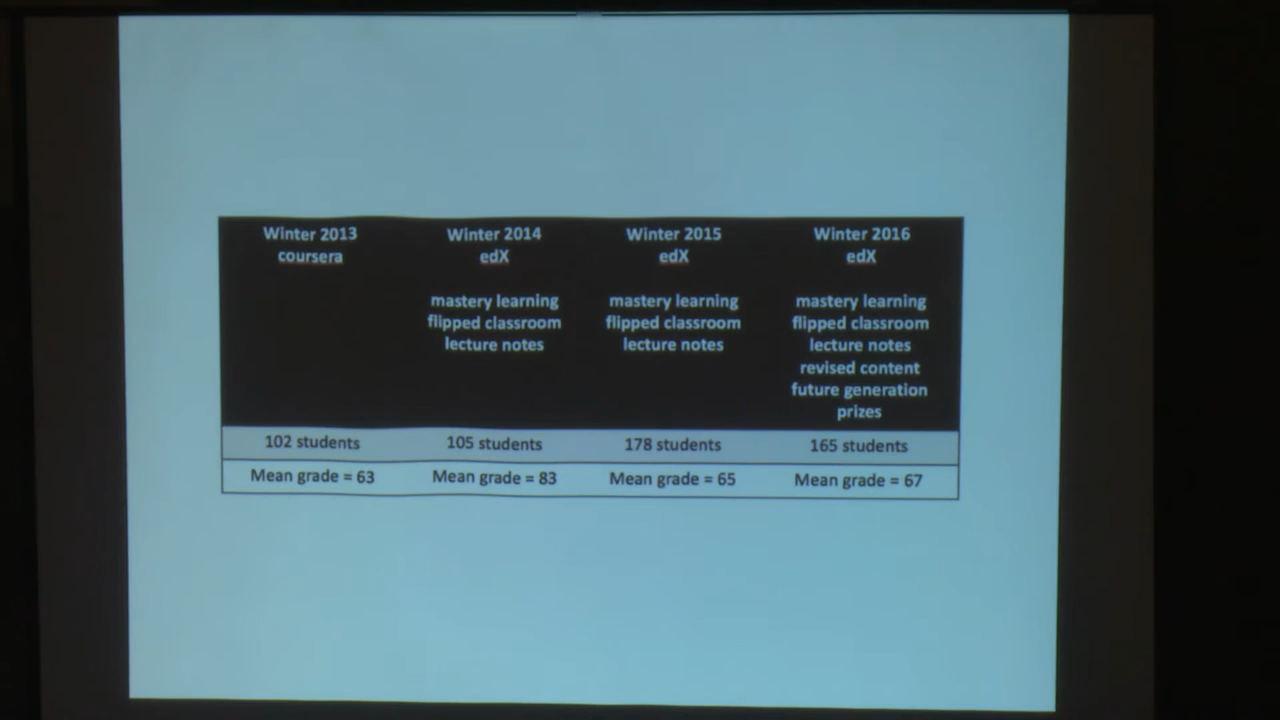 Winter 2013
coursera
Winter 2014
edX
mastery learning
flipped classroom
lecture notes
Winter 2015
edX
mastery learning
flipped classroom
lecture notes
Winter 2016
edX
mastery learning
flipped classroom
lecture notes
revised content
future generation
prizes
102 students
105 students
178 students
165 students
Mean grade = 63
Mean grade = 83
Mean grade = 65
Mean grade = 67